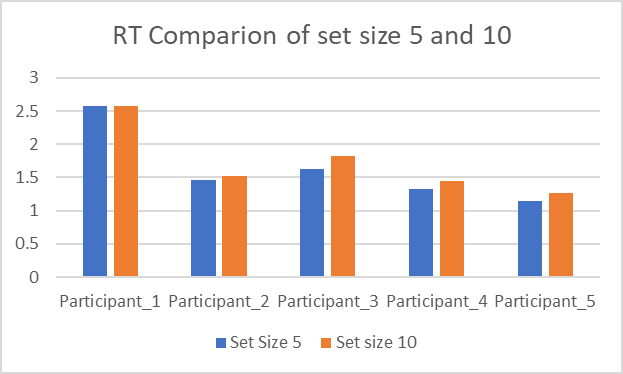 RT Comparion of set size 5 and 10
3
2.5
2
1.5
1
0.5
0
Participant_1 Participant_2 Participant_3 Participant_4 Participant_5
Set Size 5 Set size 10